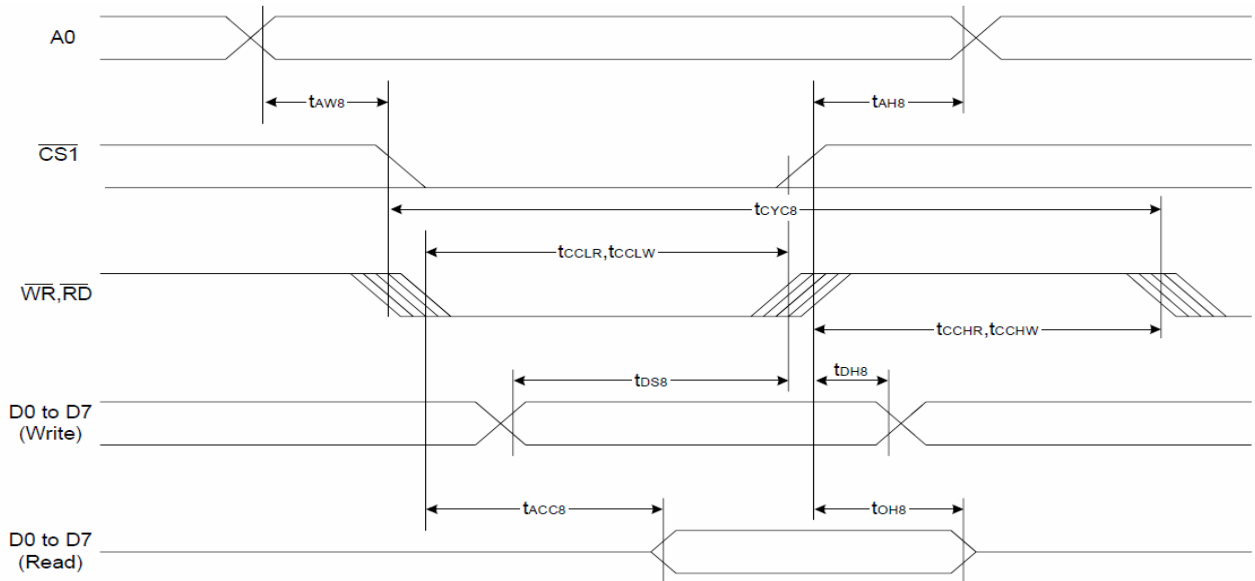 A0
tAW8
tAH8
CS1
tCYC8
tCCLR,tCCLW
WR,RD
tCCHR,tCCHW
tDS8
tDH8
D0 to D7
(Write)
tACC8
tOH8
D0 to D7
(Read)